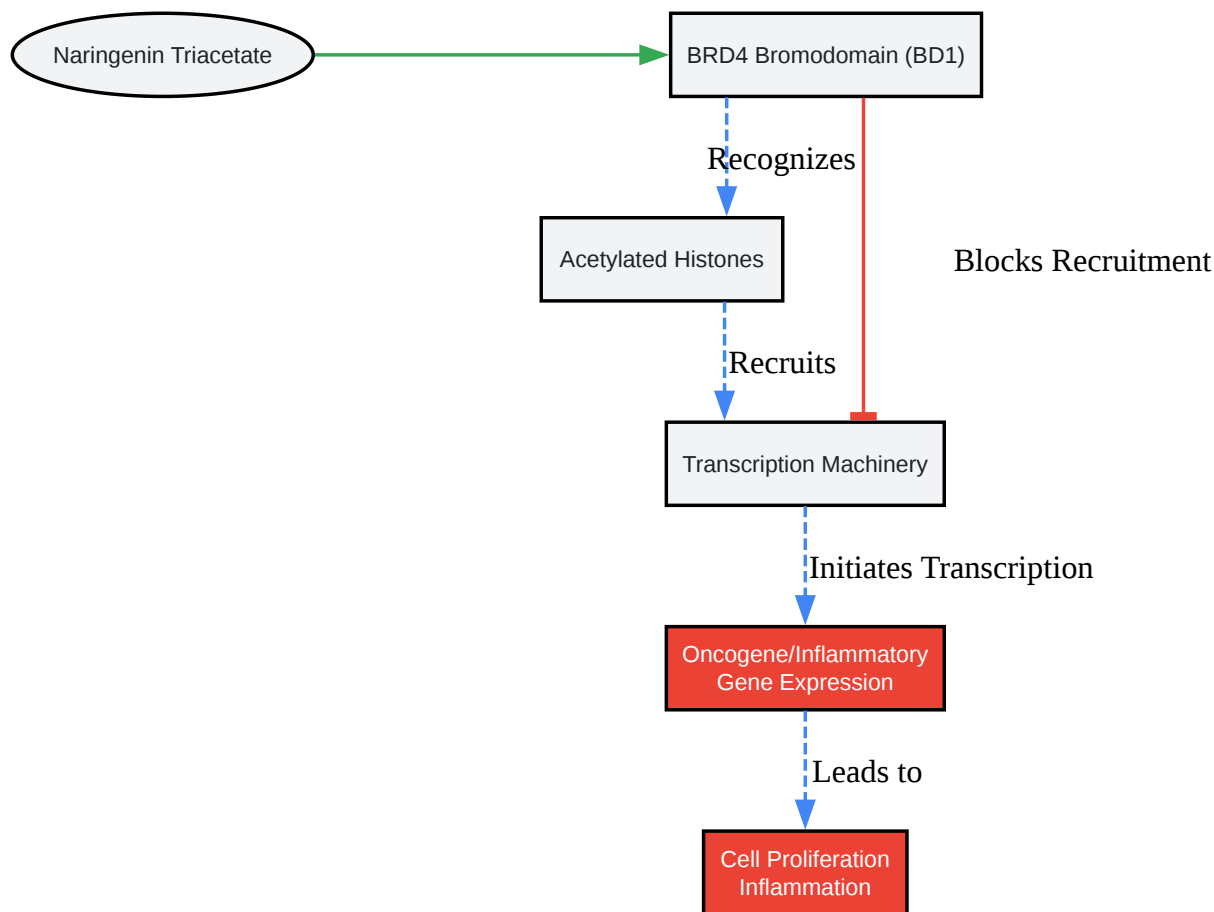 Naringenin Triacetate
BRD4 Bromodomain (BD1)
Recognizes
Acetylated Histones
Blocks Recruitment
Recruits
Transcription Machinery
Initiates Transcription
Oncogene/Inflammatory
Gene Expression
Leads to
Cell Proliferation
Inflammation